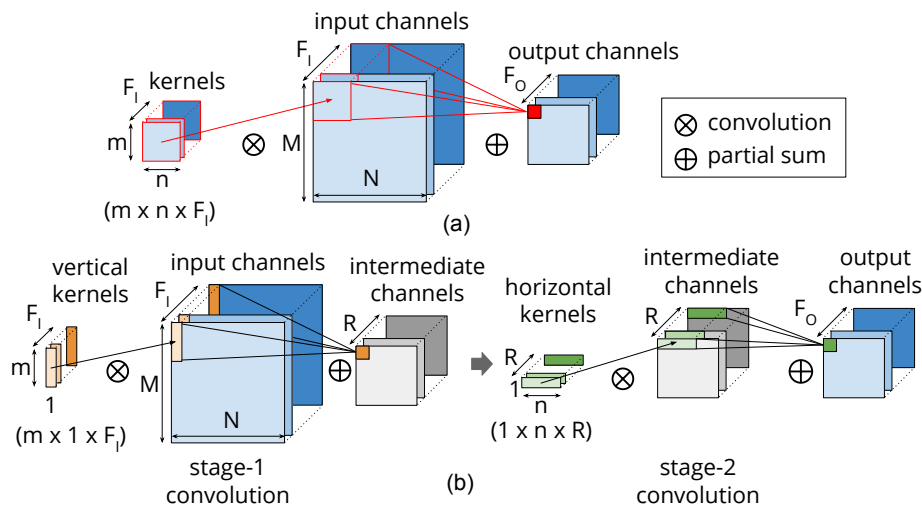 input channels
output channels
kernels
F_I
F_I
F_O
m
n
M
N
(m x n x F_I)
⊗ convolution
⊕ partial sum
(a)
vertical
kernels
input channels
intermediate
channels
horizontal
kernels
intermediate
channels
output
channels
F_I
F_I
R
R
R
F_O
m
1
M
N
1
n
(m x 1 x F_I)
(1 x n x R)
stage-1
convolution
(b)
stage-2
convolution